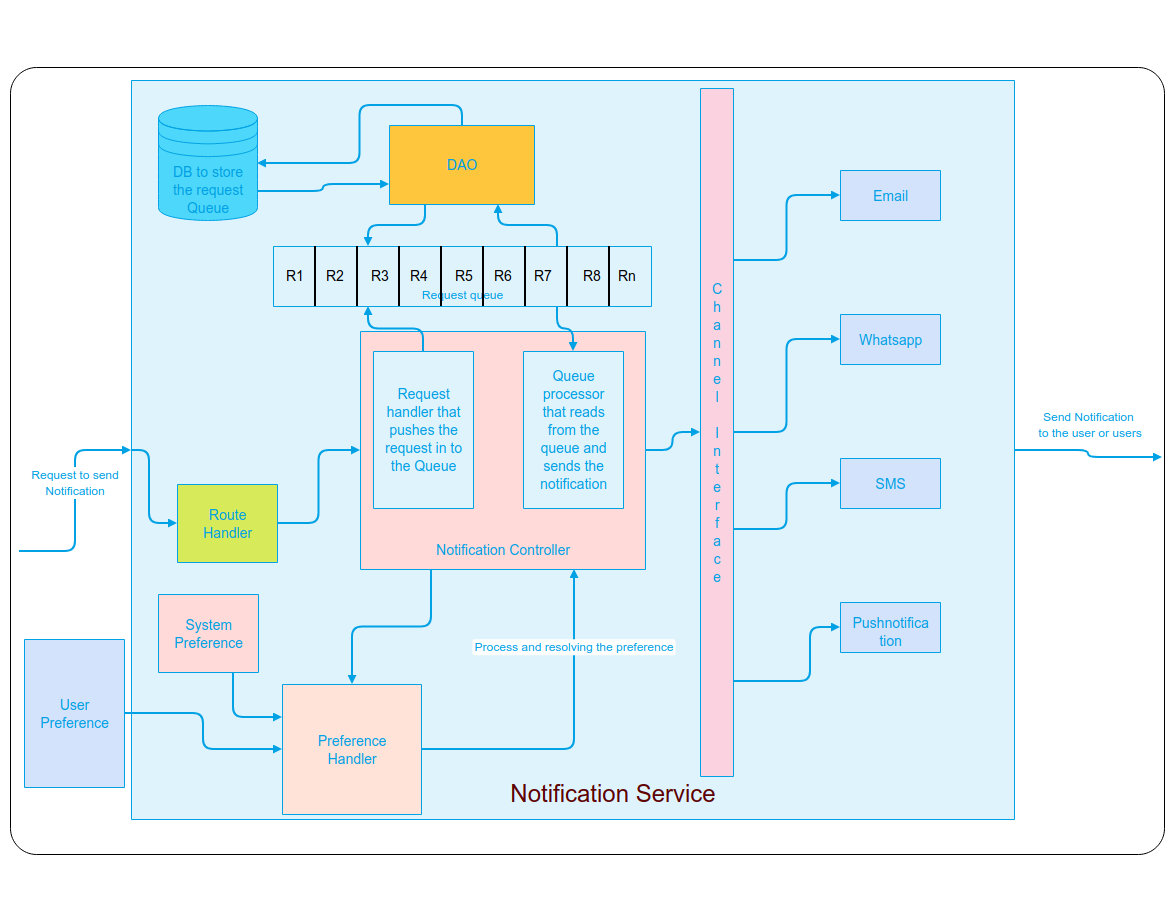 DB to store
the request
Queue
DAO
R1 R2 R3 R4 R5 R6 R7 R8 Rn
Request queue
Request
handler that
pushes the
request in to
the Queue
Queue
processor
that reads
from the
queue and
sends the
notification
Notification Controller
Request to send
Notification
Route
Handler
System
Preference
User
Preference
Preference
Handler
Process and resolving the preference
Channel Interface
Email
Whatsapp
SMS
Pushnotifica
tion
Send Notification
to the user or users
Notification Service